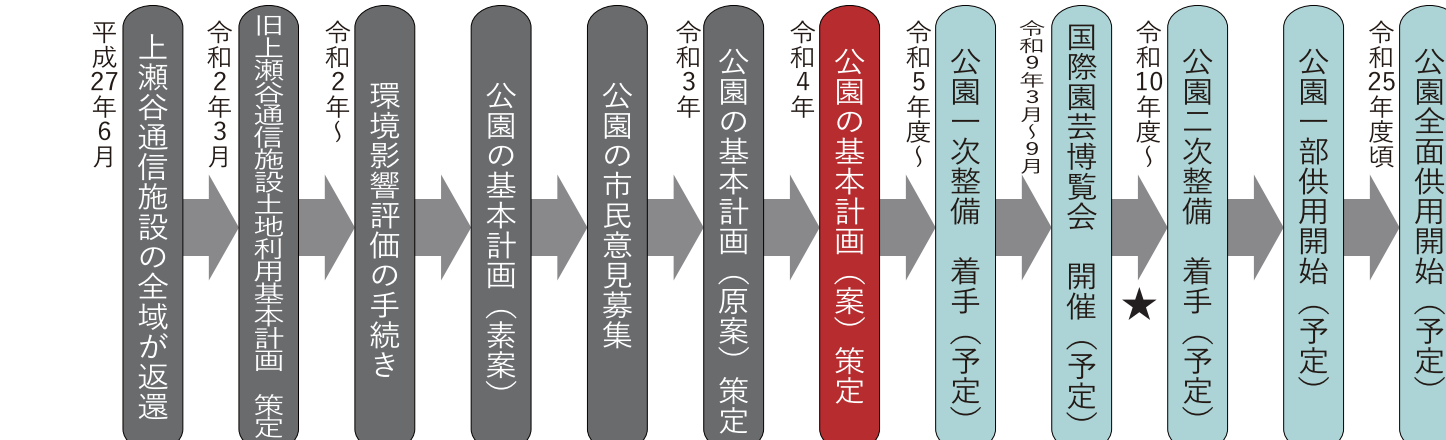 平成27年6月
上瀬谷通信施設の全域が返還
令和2年3月
旧上瀬谷通信施設土地利用基本計画　策定
令和2年～
環境影響評価の手続き
公園の基本計画（素案）
公園の市民意見募集
令和3年
公園の基本計画（原案）策定
令和4年
公園の基本計画（案）策定
令和5年度～
公園一次整備　着手（予定）
令和9年3月～9月
国際園芸博覧会　開催（予定）
★
令和10年度～
公園二次整備　着手（予定）
公園一部供用開始（予定）
令和25年度頃
公園全面供用開始（予定）